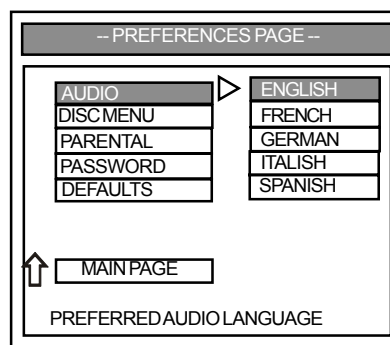 -- PREFERENCES PAGE --
AUDIO
DISC MENU
PARENTAL
PASSWORD
DEFAULTS
ENGLISH
FRENCH
GERMAN
ITALISH
SPANISH
MAIN PAGE
PREFERRED AUDIO LANGUAGE